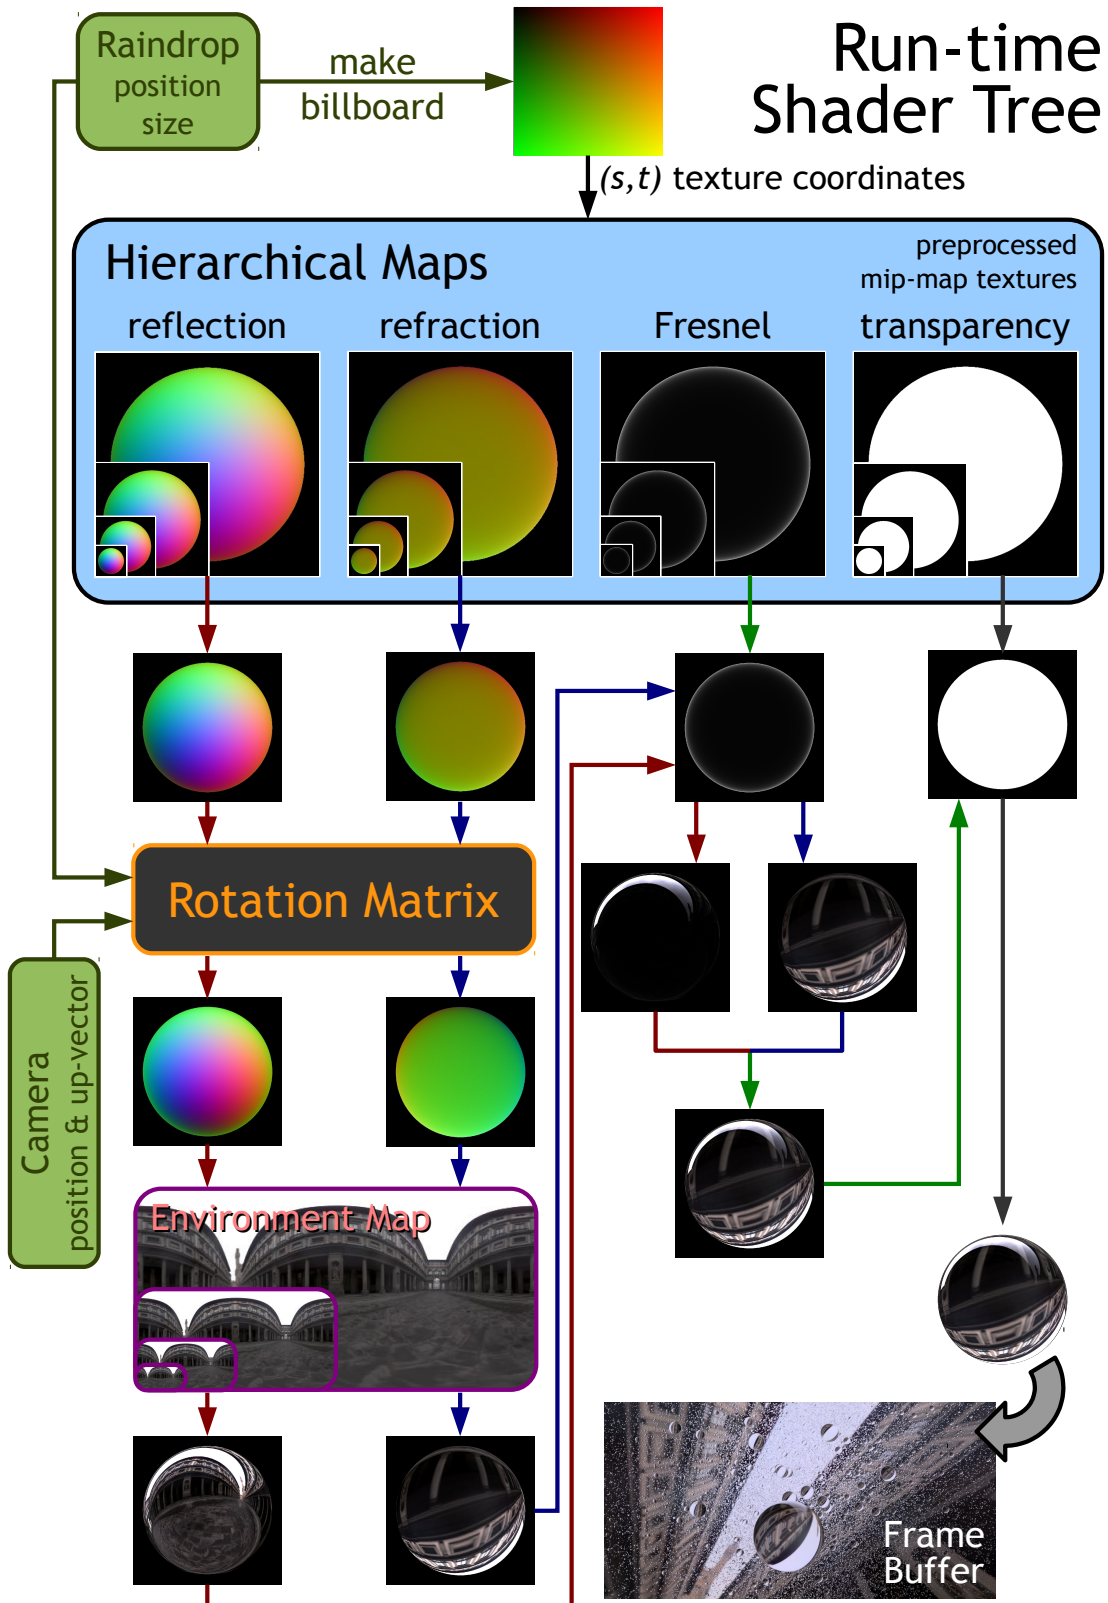 Raindrop
position
size
make
billboard
Run-time
Shader Tree
(s,t) texture coordinates
Hierarchical Maps
preprocessed
mip-map textures
reflection
refraction
Fresnel
transparency
Rotation Matrix
Camera
position & up-vector
Environment Map
Frame
Buffer